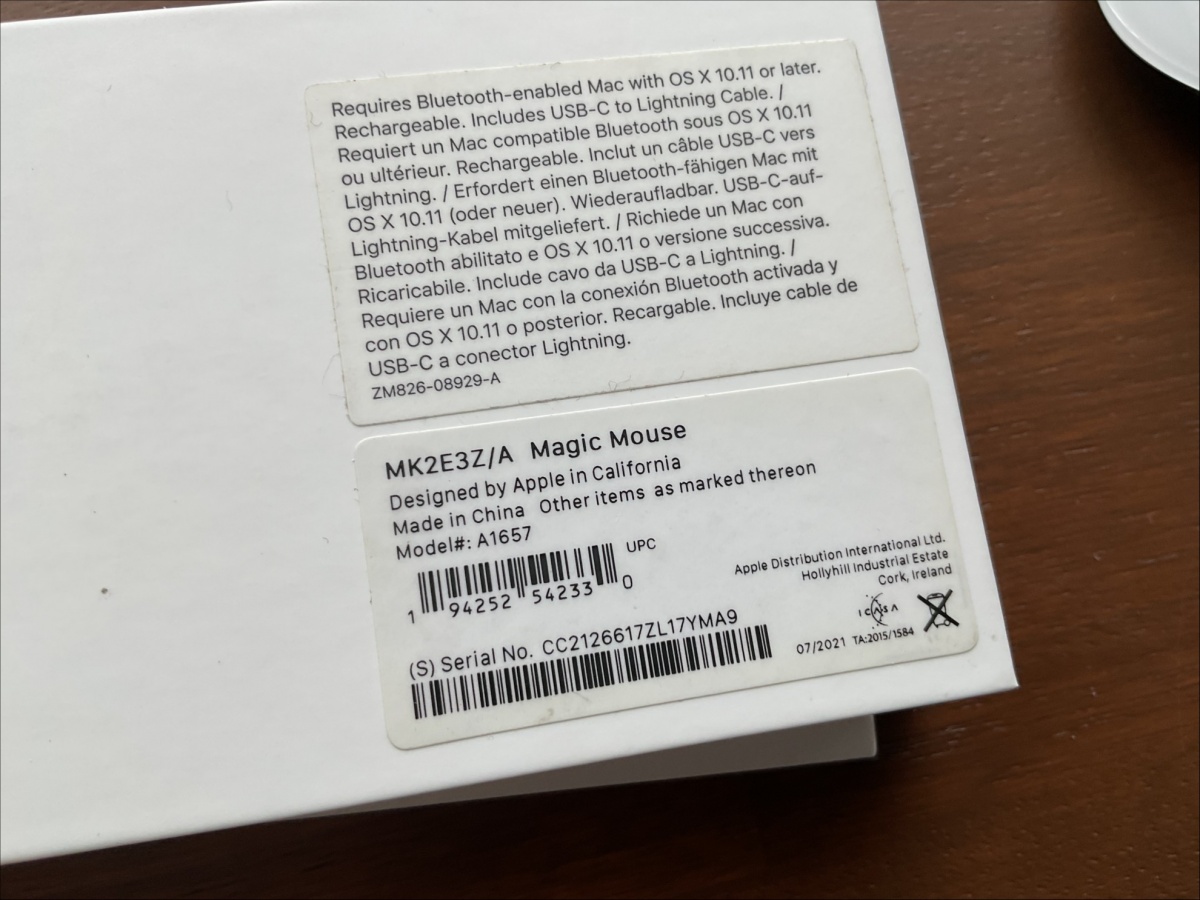 Requires Bluetooth-enabled Mac with OS X 10.11 or later.
Rechargeable. Includes USB-C to Lightning Cable. /
Requiert un Mac compatible Bluetooth sous OS X 10.11
ou ultérieur. Rechargeable. Inclut un câble USB-C vers
Lightning. / Erfordert einen Bluetooth-fähigen Mac mit
OS X 10.11 (oder neuer). Wiederaufladbar. USB-C-auf-
Lightning-Kabel mitgeliefert. / Richiede un Mac con
Bluetooth abilitato e OS X 10.11 o versione successiva.
Ricaricabile. Include cavo da USB-C a Lightning. /
Requiere un Mac con la conexión Bluetooth activada y
con OS X 10.11 o posterior. Recargable. Incluye cable de
USB-C a conector Lightning.
ZM826-08929-A
MK2E3Z/A Magic Mouse
Designed by Apple in California
Made in China Other items as marked thereon
Model#: A1657
UPC
1 94252 54233 0
Apple Distribution International Ltd.
Hollyhill Industrial Estate
Cork, Ireland
ICASA
(S) Serial No. CC2126617ZL17YMA9
07/2021 TA:2015/1584